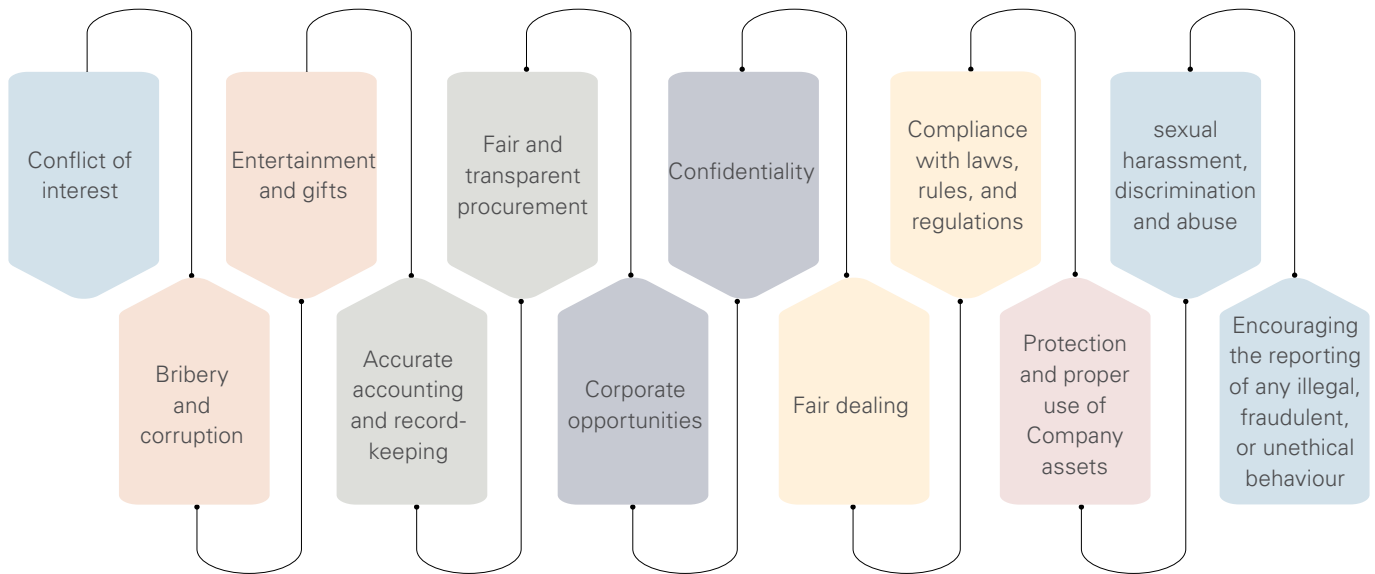 Conflict of
interest
Bribery
and
corruption
Entertainment
and gifts
Accurate
accounting
and record-
keeping
Fair and
transparent
procurement
Corporate
opportunities
Confidentiality
Fair dealing
Compliance
with laws,
rules, and
regulations
Protection
and proper
use of
Company
assets
sexual
harassment,
discrimination
and abuse
Encouraging
the reporting
of any illegal,
fraudulent,
or unethical
behaviour